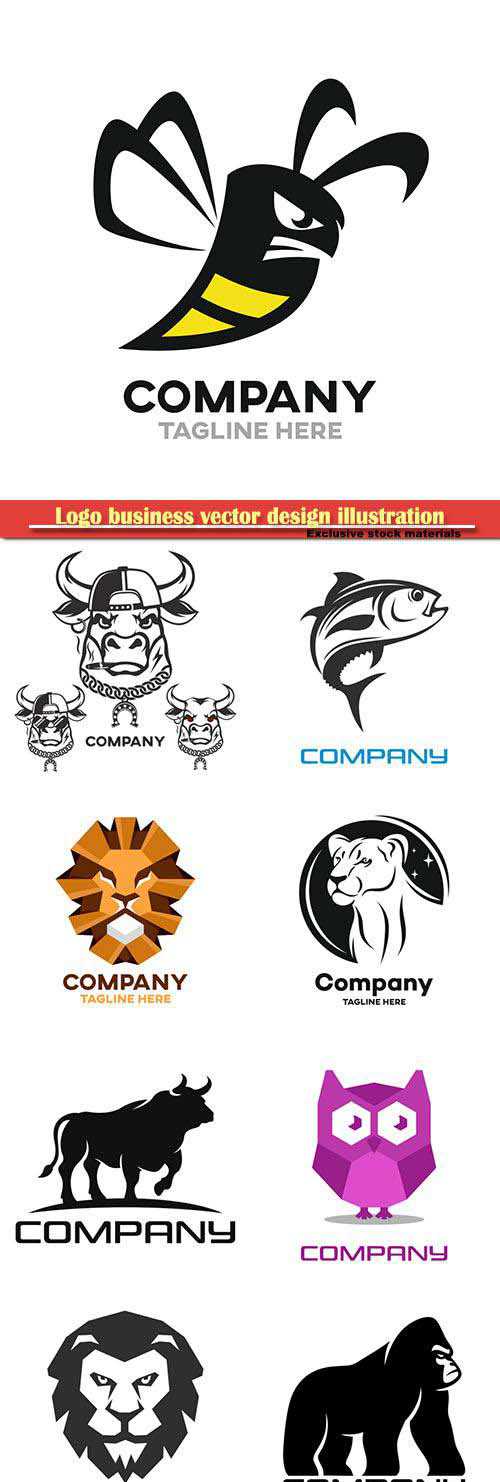 COMPANY
TAGLINE HERE
Logo business vector design illustration
Exclusive stock materials
COMPANY
COMPANY
COMPANY
TAGLINE HERE
Company
TAGLINE HERE
COMPANY
COMPANY